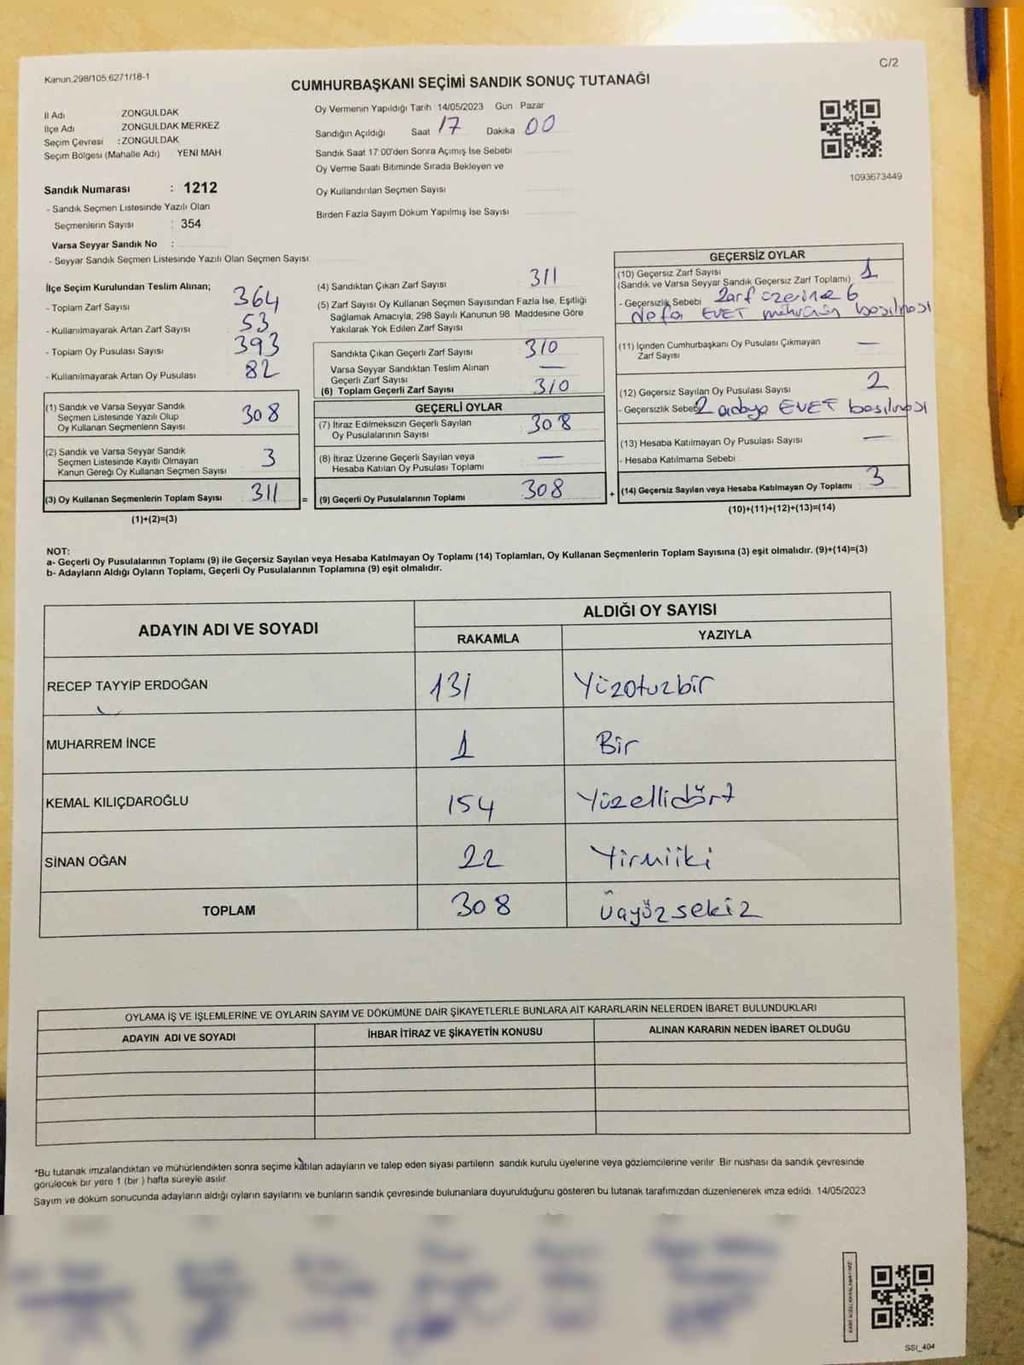 Kanun,298/105,6271/18-1
C/2
CUMHURBAŞKANI SEÇİMİ SANDIK SONUÇ TUTANAĞI
İl Adı ZONGULDAK
İlçe Adı ZONGULDAK MERKEZ
Seçim Çevresi :ZONGULDAK
Seçim Bölgesi (Mahalle Adı) YENİ MAH
Sandık Numarası : 1212
- Sandık Seçmen Listesinde Yazılı Olan
Seçmenlerin Sayısı : 354
Varsa Seyyar Sandık No :
- Seyyar Sandık Seçmen Listesinde Yazılı Olan Seçmen Sayısı
Oy Vermenin Yapıldığı Tarih 14/05/2023 Gün Pazar
Sandığın Açıldığı Saat 17 Dakika 00
Sandık Saat 17:00'den Sonra Açımış İse Sebebi
Oy Verme Saati Bitiminde Sırada Bekleyen ve
Oy Kullandırılan Seçmen Sayısı
Birden Fazla Sayım Döküm Yapılmış İse Sayısı
1093673449
İlçe Seçim Kurulundan Teslim Alınan;
- Toplam Zarf Sayısı 364
- Kullanılmayarak Artan Zarf Sayısı 53
- Toplam Oy Pusulası Sayısı 393
- Kullanılmayarak Artan Oy Pusulası 82
(1) Sandık ve Varsa Seyyar Sandık
Seçmen Listesinde Yazılı Olup
Oy Kullanan Seçmenlerin Sayısı 308
(2) Sandık ve Varsa Seyyar Sandık
Seçmen Listesinde Kayıtlı Olmayan
Kanun Gereği Oy Kullanan Seçmen Sayısı 3
(3) Oy Kullanan Seçmenlerin Toplam Sayısı 311 =
(1)+(2)=(3)
(4) Sandıktan Çıkan Zarf Sayısı 311
(5) Zarf Sayısı Oy Kullanan Seçmen Sayısından Fazla İse, Eşitliği
Sağlamak Amacıyla, 298 Sayılı Kanunun 98 Maddesine Göre
Yakılarak Yok Edilen Zarf Sayısı
Sandıkta Çıkan Geçerli Zarf Sayısı 310
Varsa Seyyar Sandıktan Teslim Alınan
Geçerli Zarf Sayısı —
(6) Toplam Geçerli Zarf Sayısı 310
GEÇERLİ OYLAR
(7) İtiraz Edilmeksizin Geçerli Sayılan
Oy Pusulalarının Sayısı 308
(8) İtiraz Üzerine Geçerli Sayılan veya
Hesaba Katılan Oy Pusulası Toplamı —
(9) Geçerli Oy Pusulalarının Toplamı 308 +
GEÇERSİZ OYLAR
(10) Geçersiz Zarf Sayısı
(Sandık ve Varsa Seyyar Sandık Geçersiz Zarf Toplamı) 1
- Geçersizlik Sebebi Zarf üzerine 6
defa EVET mührünün basılması
(11) İçinden Cumhurbaşkanı Oy Pusulası Çıkmayan
Zarf Sayısı —
(12) Geçersiz Sayılan Oy Pusulası Sayısı 2
- Geçersizlik Sebebi 2 adaya EVET basılması
(13) Hesaba Katılmayan Oy Pusulası Sayısı —
- Hesaba Katılmama Sebebi
(14) Geçersiz Sayılan veya Hesaba Katılmayan Oy Toplamı 3
(10)+(11)+(12)+(13)=(14)
NOT:
a- Geçerli Oy Pusulalarının Toplamı (9) ile Geçersiz Sayılan veya Hesaba Katılmayan Oy Toplamı (14) Toplamları, Oy Kullanan Seçmenlerin Toplam Sayısına (3) eşit olmalıdır. (9)+(14)=(3)
b- Adayların Aldığı Oyların Toplamı, Geçerli Oy Pusulalarının Toplamına (9) eşit olmalıdır.
ADAYIN ADI VE SOYADI ALDIĞI OY SAYISI
RAKAMLA YAZIYLA
RECEP TAYYİP ERDOĞAN 131 Yüzotuzbir
MUHARREM İNCE 1 Bir
KEMAL KILIÇDAROĞLU 154 Yüzellidört
SİNAN OĞAN 22 Yirmiiki
TOPLAM 308 Üçyüzsekiz
OYLAMA İŞ VE İŞLEMLERİNE VE OYLARIN SAYIM VE DÖKÜMÜNE DAİR ŞİKAYETLERLE BUNLARA AİT KARARLARIN NELERDEN İBARET BULUNDUKLARI
ADAYIN ADI VE SOYADI İHBAR İTİRAZ VE ŞİKAYETİN KONUSU ALINAN KARARIN NEDEN İBARET OLDUĞU
*Bu tutanak imzalandıktan ve mühürlendikten sonra seçime katılan adayların ve talep eden siyasi partilerin sandık kurulu üyelerine veya gözlemcilerine verilir. Bir nüshası da sandık çevresinde
görülecek bir yere 1 (bir ) hafta süreyle asılır.
Sayım ve döküm sonucunda adayların aldığı oyların sayılarını ve bunların sandık çevresinde bulunanlara duyurulduğunu gösteren bu tutanak tarafımızdan düzenlenerek imza edildi. 14/05/2023
SSI_404